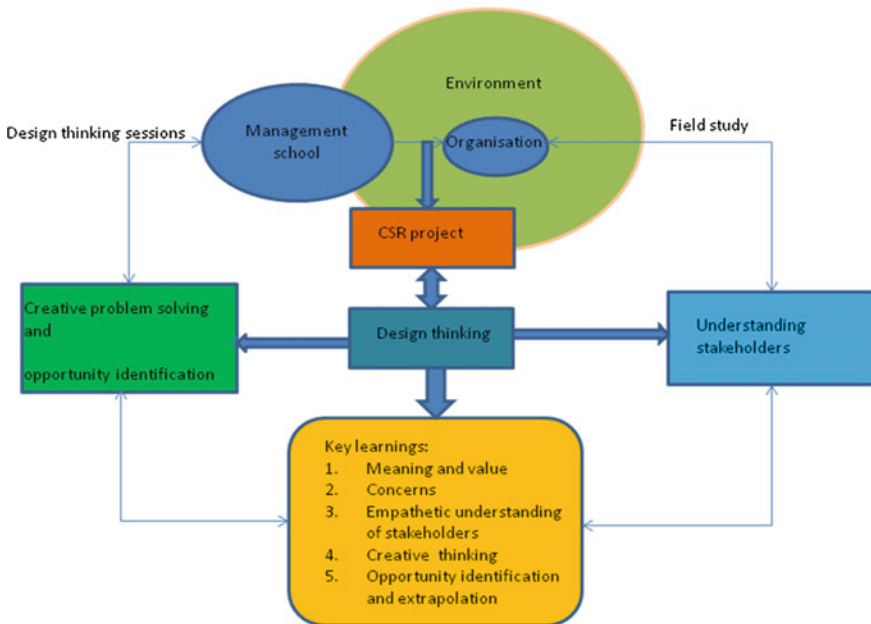 Environment
Design thinking sessions
Management
school
Organisation
Field study
CSR project
Creative problem solving
and
opportunity identification
Design thinking
Understanding
stakeholders
Key learnings:
1. Meaning and value
2. Concerns
3. Empathetic understanding
of stakeholders
4. Creative thinking
5. Opportunity identification
and extrapolation